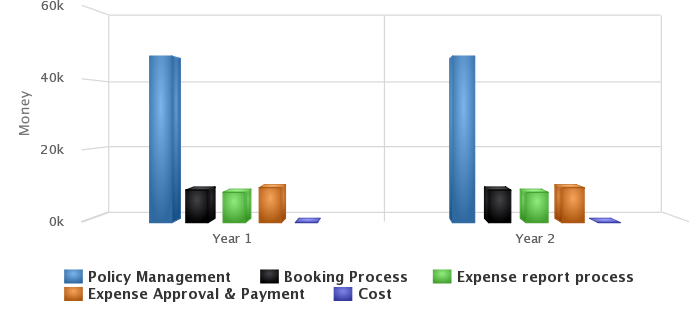 60k
40k
20k
0k
Money
Year 1
Year 2
Policy Management
Booking Process
Expense report process
Expense Approval & Payment
Cost